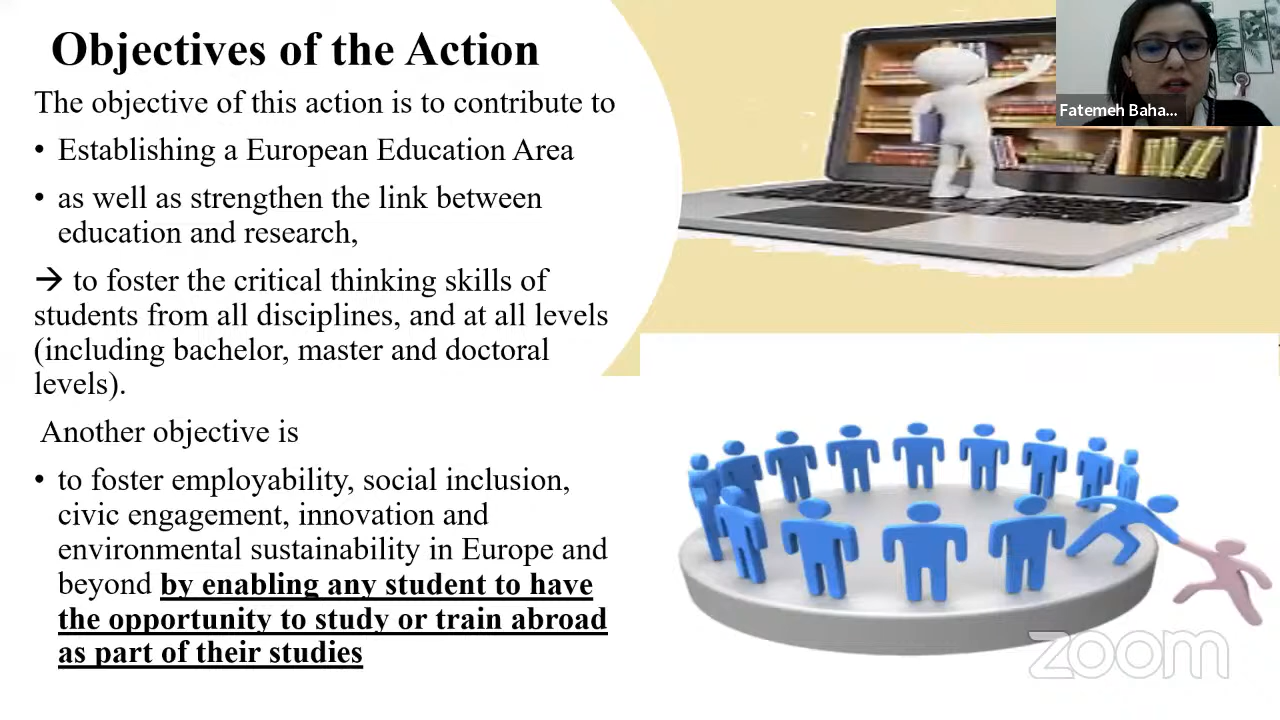 Objectives of the Action
The objective of this action is to contribute to
• Establishing a European Education Area
• as well as strengthen the link between
education and research,
→ to foster the critical thinking skills of
students from all disciplines, and at all levels
(including bachelor, master and doctoral
levels).
Another objective is
• to foster employability, social inclusion,
civic engagement, innovation and
environmental sustainability in Europe and
beyond by enabling any student to have
the opportunity to study or train abroad
as part of their studies
Fatemeh Baha...
zoom